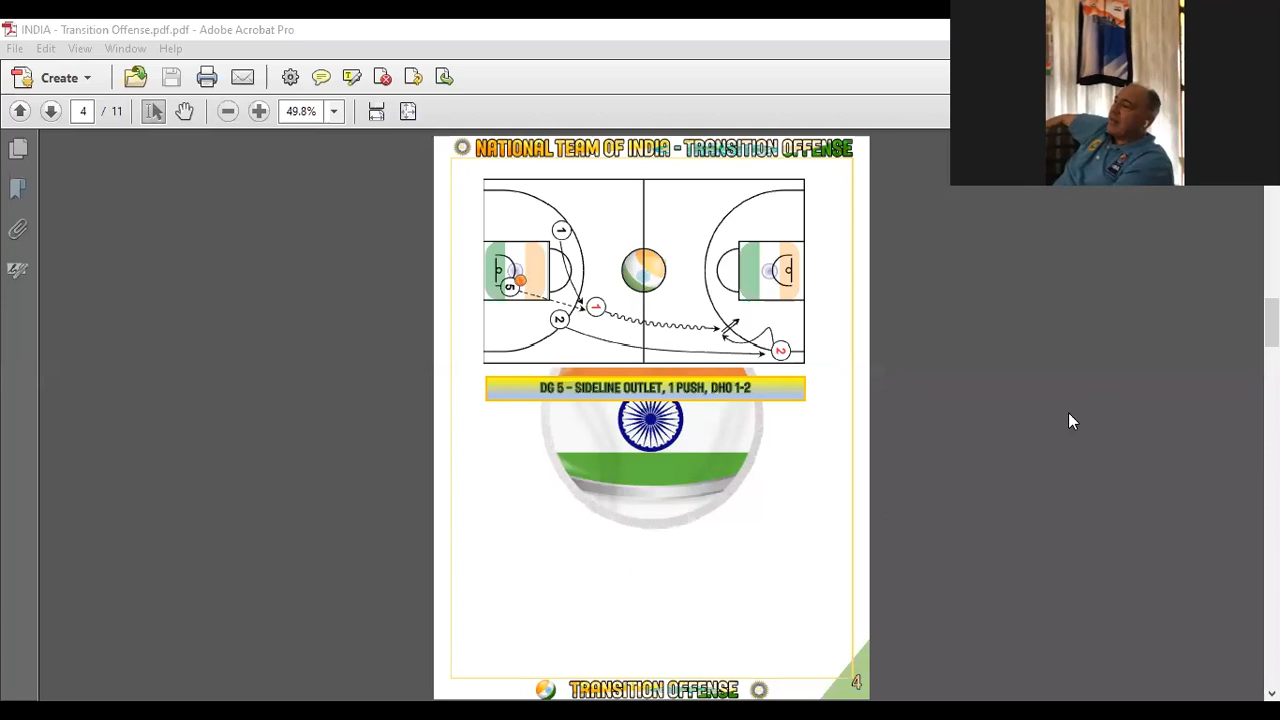 INDIA - Transition Offense.pdf.pdf - Adobe Acrobat Pro
File Edit View Window Help
Create
4 / 11 49.8%
NATIONAL TEAM OF INDIA - TRANSITION OFFENSE
1
5
1
2
2
DG 5 - SIDELINE OUTLET, 1 PUSH, DHO 1-2
TRANSITION OFFENSE
4